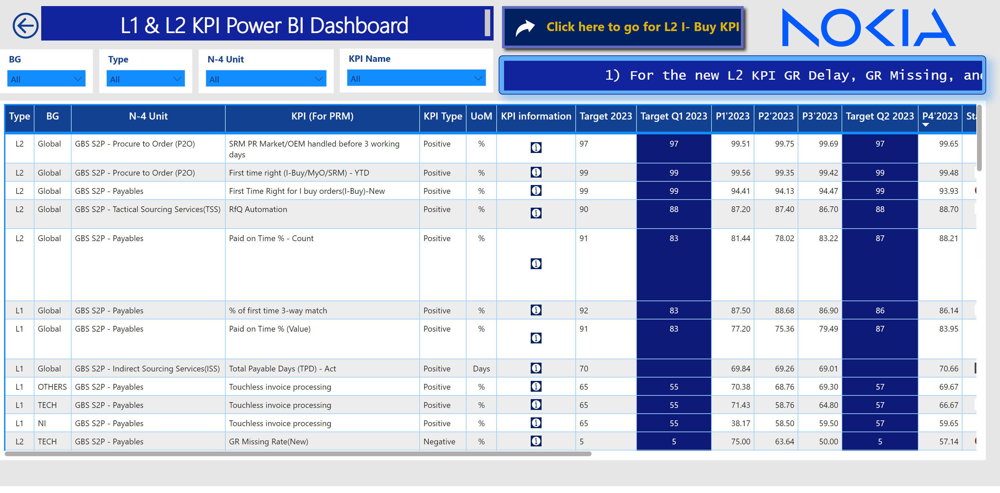 L1 & L2 KPI Power BI Dashboard
Click here to go for L2 I- Buy KPI
NOKIA
BG
Type
N-4 Unit
KPI Name
All
All
All
All
1) For the new L2 KPI GR Delay, GR Missing, and
Type BG N-4 Unit KPI (For PRM) KPI Type UoM KPI information Target 2023 Target Q1 2023 P1'2023 P2'2023 P3'2023 Target Q2 2023 P4'2023
L2 Global GBS S2P - Procure to Order (P2O) SRM PR Market/OEM handled before 3 working Positive % 97 97 99.51 99.75 99.69 97 99.65
days
L2 Global GBS S2P - Procure to Order (P2O) First time right (I-Buy/MyO/SRM) - YTD Positive % 99 99 99.56 99.35 99.42 99 99.48
L2 Global GBS S2P - Payables First Time Right for I buy orders(I-Buy)-New Positive % 99 99 94.41 94.13 94.47 99 93.93
L2 Global GBS S2P - Tactical Sourcing Services(TSS) RfQ Automation Positive % 90 88 87.20 87.40 86.70 88 88.70
L2 Global GBS S2P - Payables Paid on Time % - Count Positive % 91 83 81.44 78.02 83.22 87 88.21
L1 Global GBS S2P - Payables % of first time 3-way match Positive % 92 83 87.50 88.68 86.90 86 86.14
L1 Global GBS S2P - Payables Paid on Time % (Value) Positive % 91 83 77.20 75.36 79.49 87 83.95
L1 Global GBS S2P - Indirect Sourcing Services(ISS) Total Payable Days (TPD) - Act Positive Days 70 69.84 69.26 69.01 70.66
L1 OTHERS GBS S2P - Payables Touchless invoice processing Positive % 65 55 70.38 68.76 69.30 57 69.67
L1 TECH GBS S2P - Payables Touchless invoice processing Positive % 65 55 71.43 58.76 64.80 57 66.67
L1 NI GBS S2P - Payables Touchless invoice processing Positive % 65 55 38.17 58.50 59.50 57 59.65
L2 TECH GBS S2P - Payables GR Missing Rate(New) Negative % 5 5 75.00 63.64 50.00 5 57.14